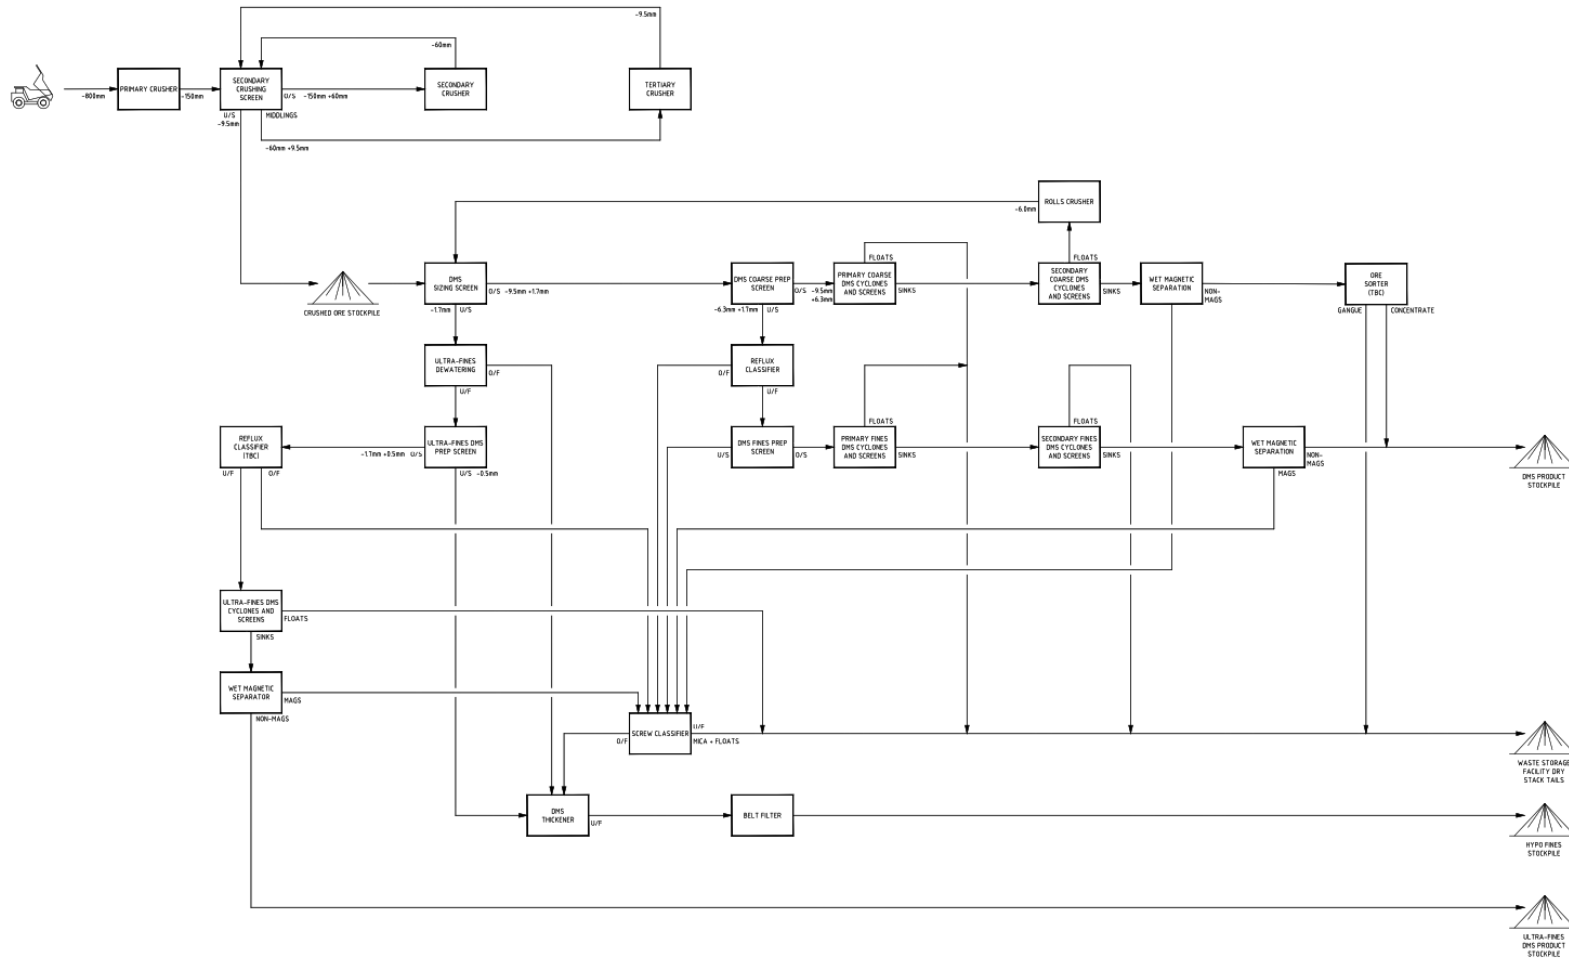 -9.5mm
-60mm
-800mm
PRIMARY CRUSHER
-150mm
SECONDARY
CRUSHING
SCREEN
O/S
-150mm +60mm
SECONDARY
CRUSHER
TERTIARY
CRUSHER
U/S
-9.5mm
MIDDLINGS
-60mm +9.5mm
ROLLS CRUSHER
-6.0mm
CRUSHED ORE STOCKPILE
DMS
SIZING SCREEN
O/S -9.5mm +1.7mm
-1.7mm U/S
DMS COARSE PREP
SCREEN
O/S
-9.5mm
+6.3mm
-6.3mm +1.7mm U/S
FLOATS
PRIMARY COARSE
DMS CYCLONES
AND SCREENS
SINKS
FLOATS
SECONDARY
COARSE DMS
CYCLONES
AND SCREENS
SINKS
WET MAGNETIC
SEPARATION
NON-
MAGS
ORE
SORTER
(TBC)
GANGUE
CONCENTRATE
ULTRA-FINES
DEWATERING
O/F
U/F
REFLUX
CLASSIFIER
O/F
U/F
REFLUX
CLASSIFIER
(TBC)
U/F
O/F
-1.7mm +0.5mm O/S
ULTRA-FINES DMS
PREP SCREEN
U/S -0.5mm
DMS FINES PREP
SCREEN
U/S
O/S
FLOATS
PRIMARY FINES
DMS CYCLONES
AND SCREENS
SINKS
FLOATS
SECONDARY FINES
DMS CYCLONES
AND SCREENS
SINKS
WET MAGNETIC
SEPARATION
NON-
MAGS
MAGS
DMS PRODUCT
STOCKPILE
ULTRA-FINES DMS
CYCLONES AND
SCREENS
FLOATS
SINKS
WET MAGNETIC
SEPARATOR
MAGS
NON-MAGS
SCREW CLASSIFIER
O/F
U/F
MICA + FLOATS
WASTE STORAGE
FACILITY DRY
STACK TAILS
DMS
THICKENER
U/F
BELT FILTER
HYPO FINES
STOCKPILE
ULTRA-FINES
DMS PRODUCT
STOCKPILE